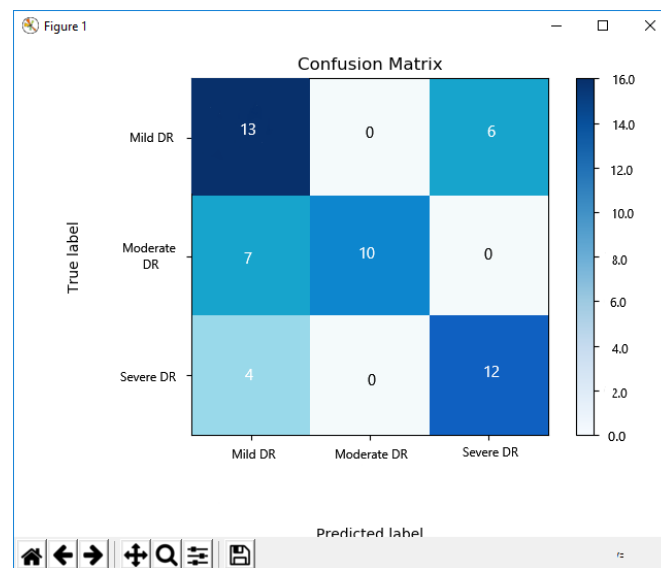 Figure 1
Confusion Matrix
16.0
13
0
6
Mild DR
14.0
12.0
10.0
Moderate
DR
7
10
0
8.0
True label
6.0
4.0
Severe DR
4
0
12
2.0
0.0
Mild DR
Moderate DR
Severe DR
Predicted label